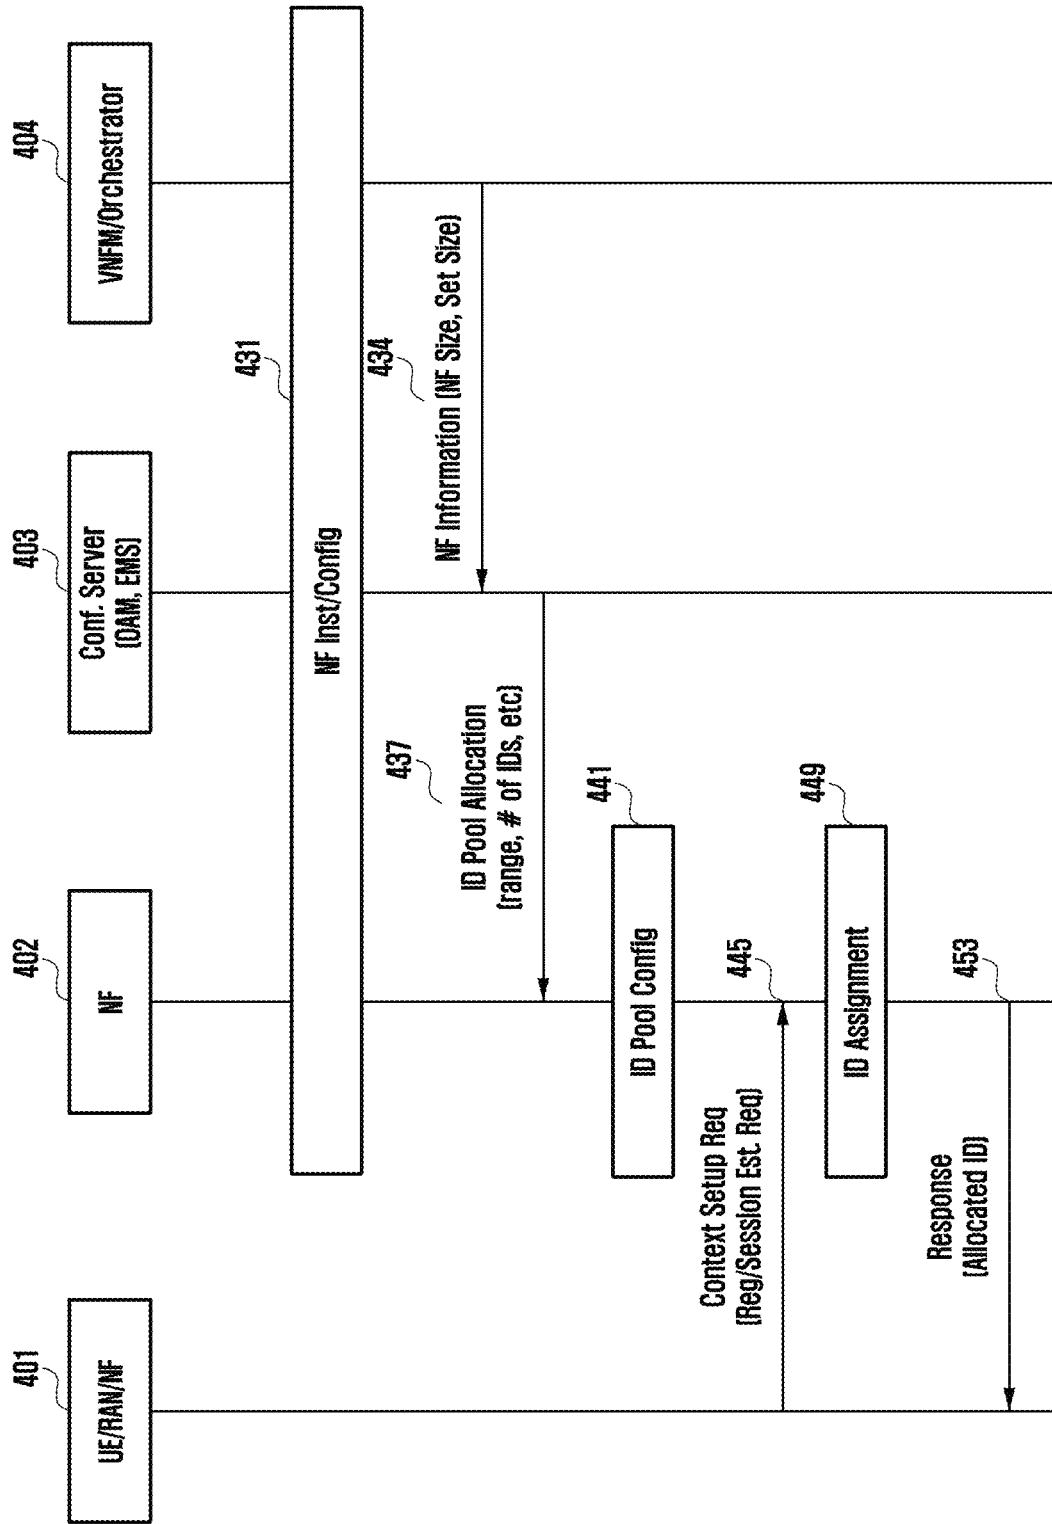 401
UE/RAN/NF
402
NF
403
Conf. Server
(OAM, EMS)
404
VNFM/Orchestrator
431
NF Inst/Config
434
NF Information (NF Size, Set Size)
437
ID Pool Allocation
(range, # of IDs, etc)
441
ID Pool Config
445
Context Setup Req
(Reg/Session Est. Req)
449
ID Assignment
453
Response
(Allocated ID)